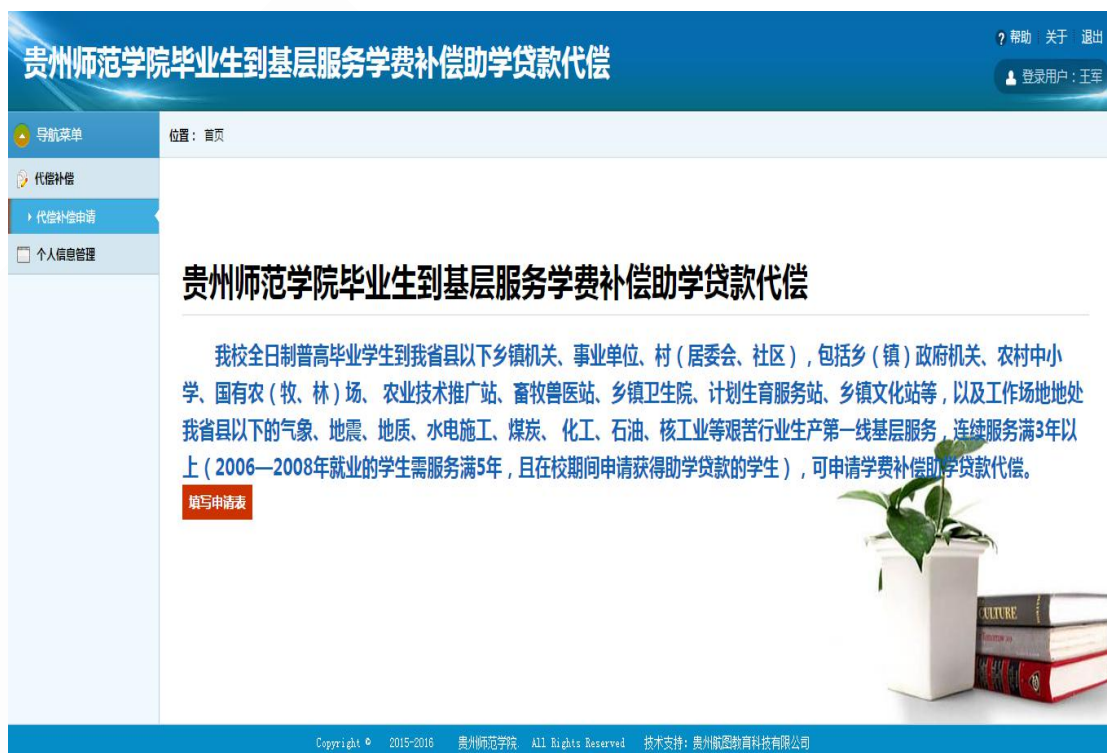 贵州师范学院毕业生到基层服务学费补偿助学贷款代偿
帮助 关于 退出
登录用户：王军
导航菜单
位置： 首页
代偿补偿
代偿补偿申请
个人信息管理
贵州师范学院毕业生到基层服务学费补偿助学贷款代偿
我校全日制普高毕业学生到我省县以下乡镇机关、事业单位、村（居委会、社区），包括乡（镇）政府机关、农村中小
学、国有农（牧、林）场、 农业技术推广站、畜牧兽医站、乡镇卫生院、计划生育服务站、乡镇文化站等，以及工作场地地处
我省县以下的气象、地震、地质、水电施工、煤炭、 化工、石油、核工业等艰苦行业生产第一线基层服务，连续服务满3年以
上（2006—2008年就业的学生需服务满5年，且在校期间申请获得助学贷款的学生），可申请学费补偿助学贷款代偿。
填写申请表
CULTURE
Copyright © 2015-2016 贵州师范学院. All Rights Reserved 技术支持：贵州航图教育科技有限公司